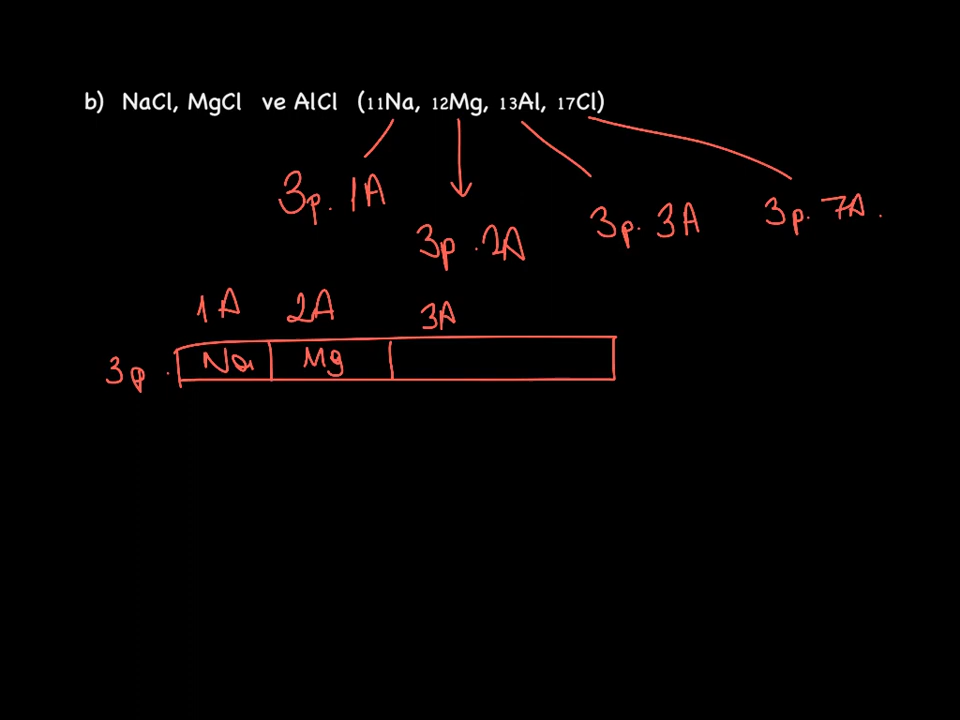 b) NaCl, MgCl ve AlCl (11Na, 12Mg, 13Al, 17Cl)
3p. 1A
3p. 2A
3p. 3A
3p. 7A.
1A 2A 3A
3p. Na Mg